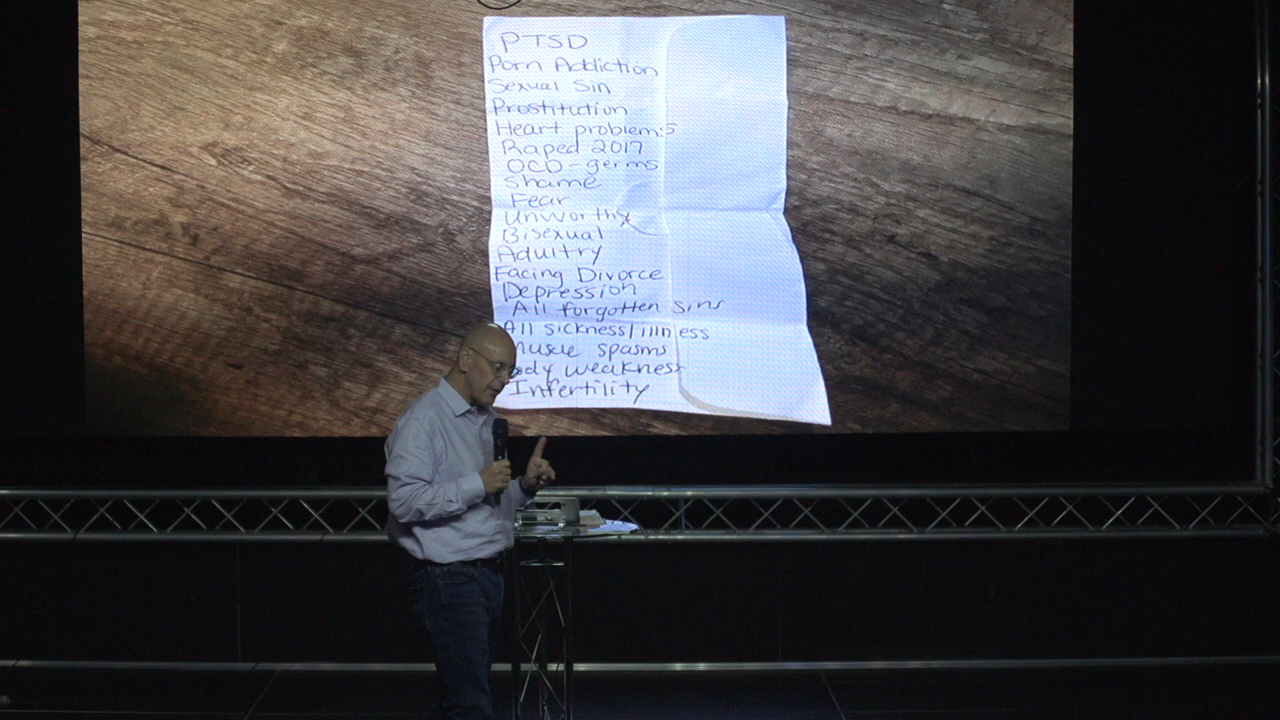 PTSD
Porn Addiction
Sexual Sin
Prostitution
Heart problems
Raped 2017
OCD - germs
Shame
Fear
Unworthy
Bisexual
Adultry
Facing Divorce
Depression
All forgotten sins
All sickness/illness
Muscle spasms
weakness
Infertility